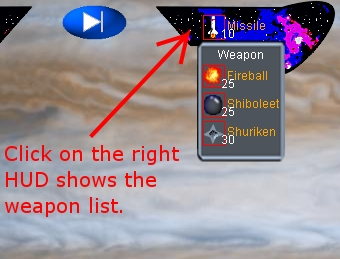 Missile
10
Weapon
Fireball
25
Shiboleet
25
Shuriken
30
Click on the right
HUD shows the
weapon list.